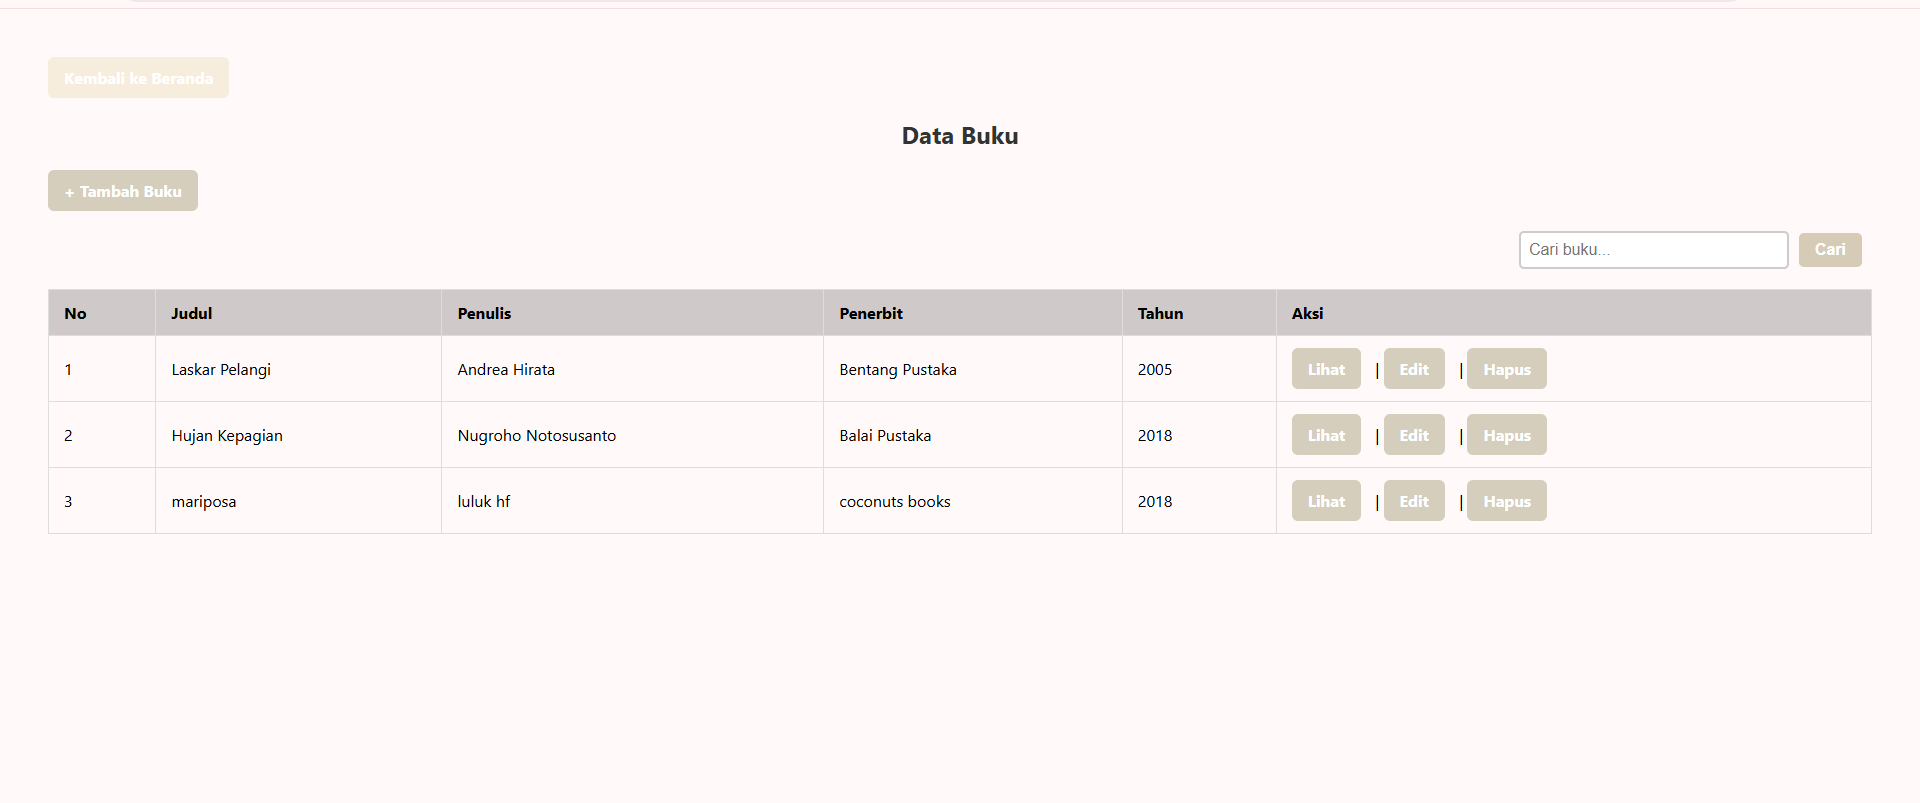 Kembali ke Beranda
Data Buku
+ Tambah Buku
Cari buku... Cari
No Judul Penulis Penerbit Tahun Aksi
1 Laskar Pelangi Andrea Hirata Bentang Pustaka 2005 Lihat | Edit | Hapus
2 Hujan Kepagian Nugroho Notosusanto Balai Pustaka 2018 Lihat | Edit | Hapus
3 mariposa luluk hf coconuts books 2018 Lihat | Edit | Hapus